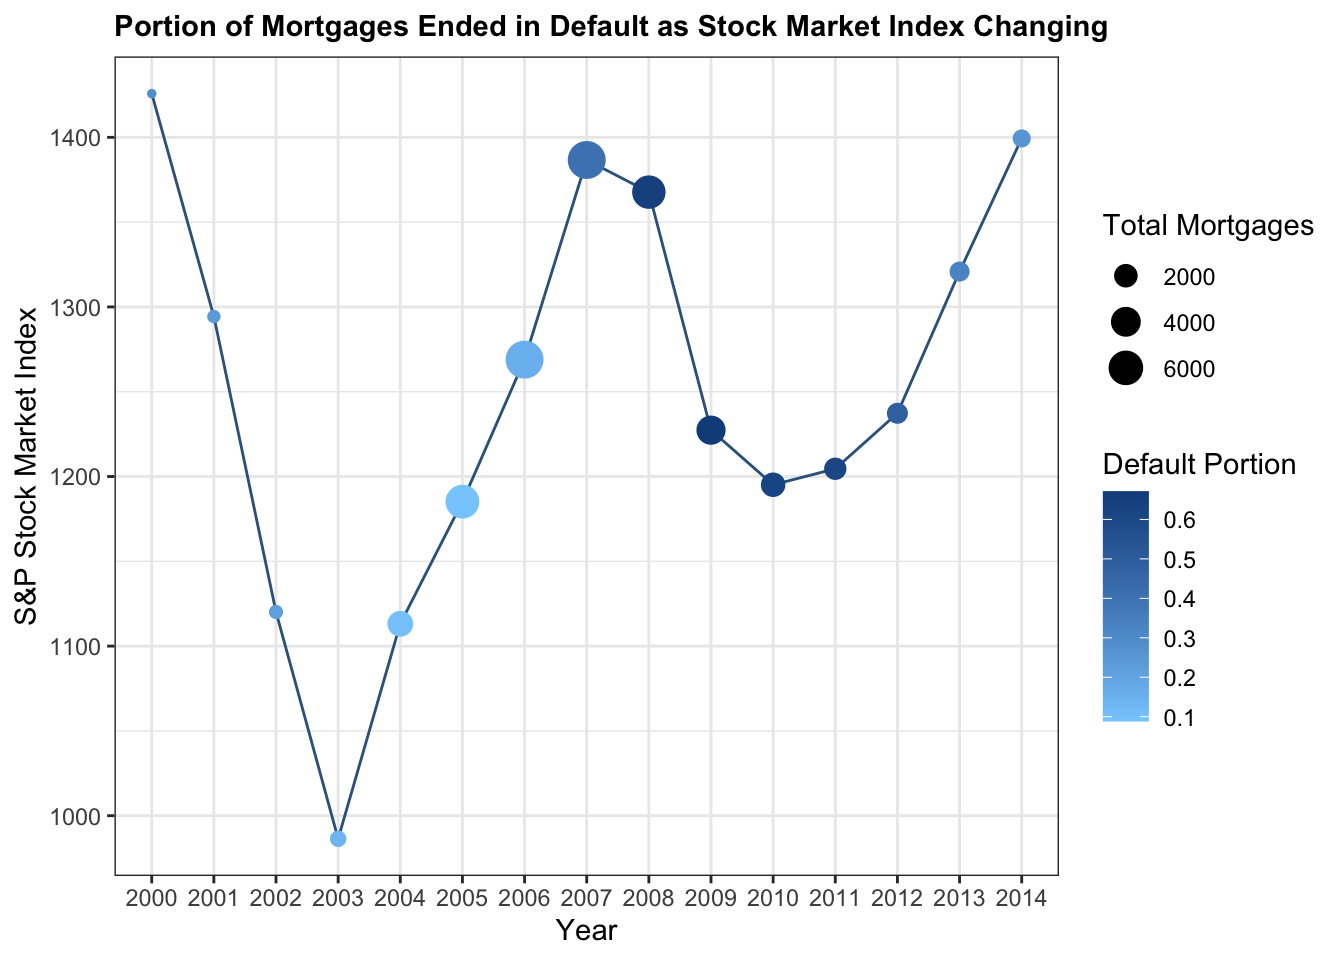 Portion of Mortgages Ended in Default as Stock Market Index Changing
S&P Stock Market Index
1400
1300
1200
1100
1000
2000 2001 2002 2003 2004 2005 2006 2007 2008 2009 2010 2011 2012 2013 2014
Year
Total Mortgages
2000
4000
6000
Default Portion
0.6
0.5
0.4
0.3
0.2
0.1